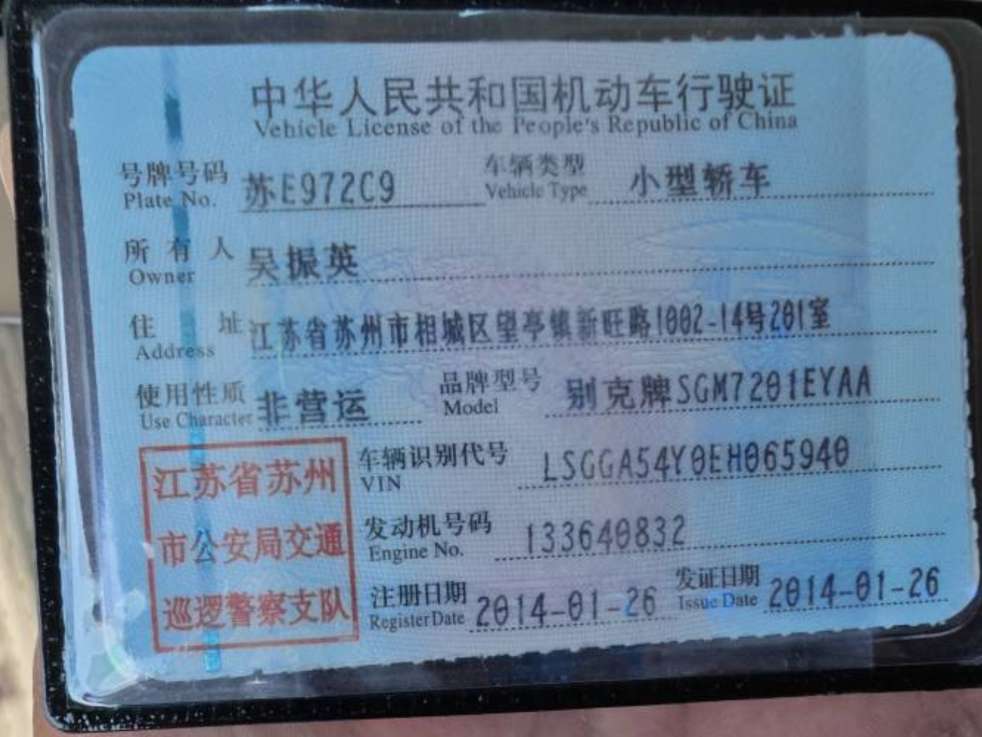 中华人民共和国机动车行驶证
Vehicle License of the People's Republic of China
号牌号码 苏E972C9 车辆类型 小型轿车
Plate No. Vehicle Type
所有人 吴振英
Owner
住址 江苏省苏州市相城区望亭镇新旺路1002-14号201室
Address
使用性质 非营运 品牌型号 别克牌SGM7201EYAA
Use Character Model
江苏省苏州
市公安局交通
巡逻警察支队
车辆识别代号 LSGGA54Y0EH065940
VIN
发动机号码 133640832
Engine No.
注册日期 2014-01-26 发证日期 2014-01-26
Register Date Issue Date